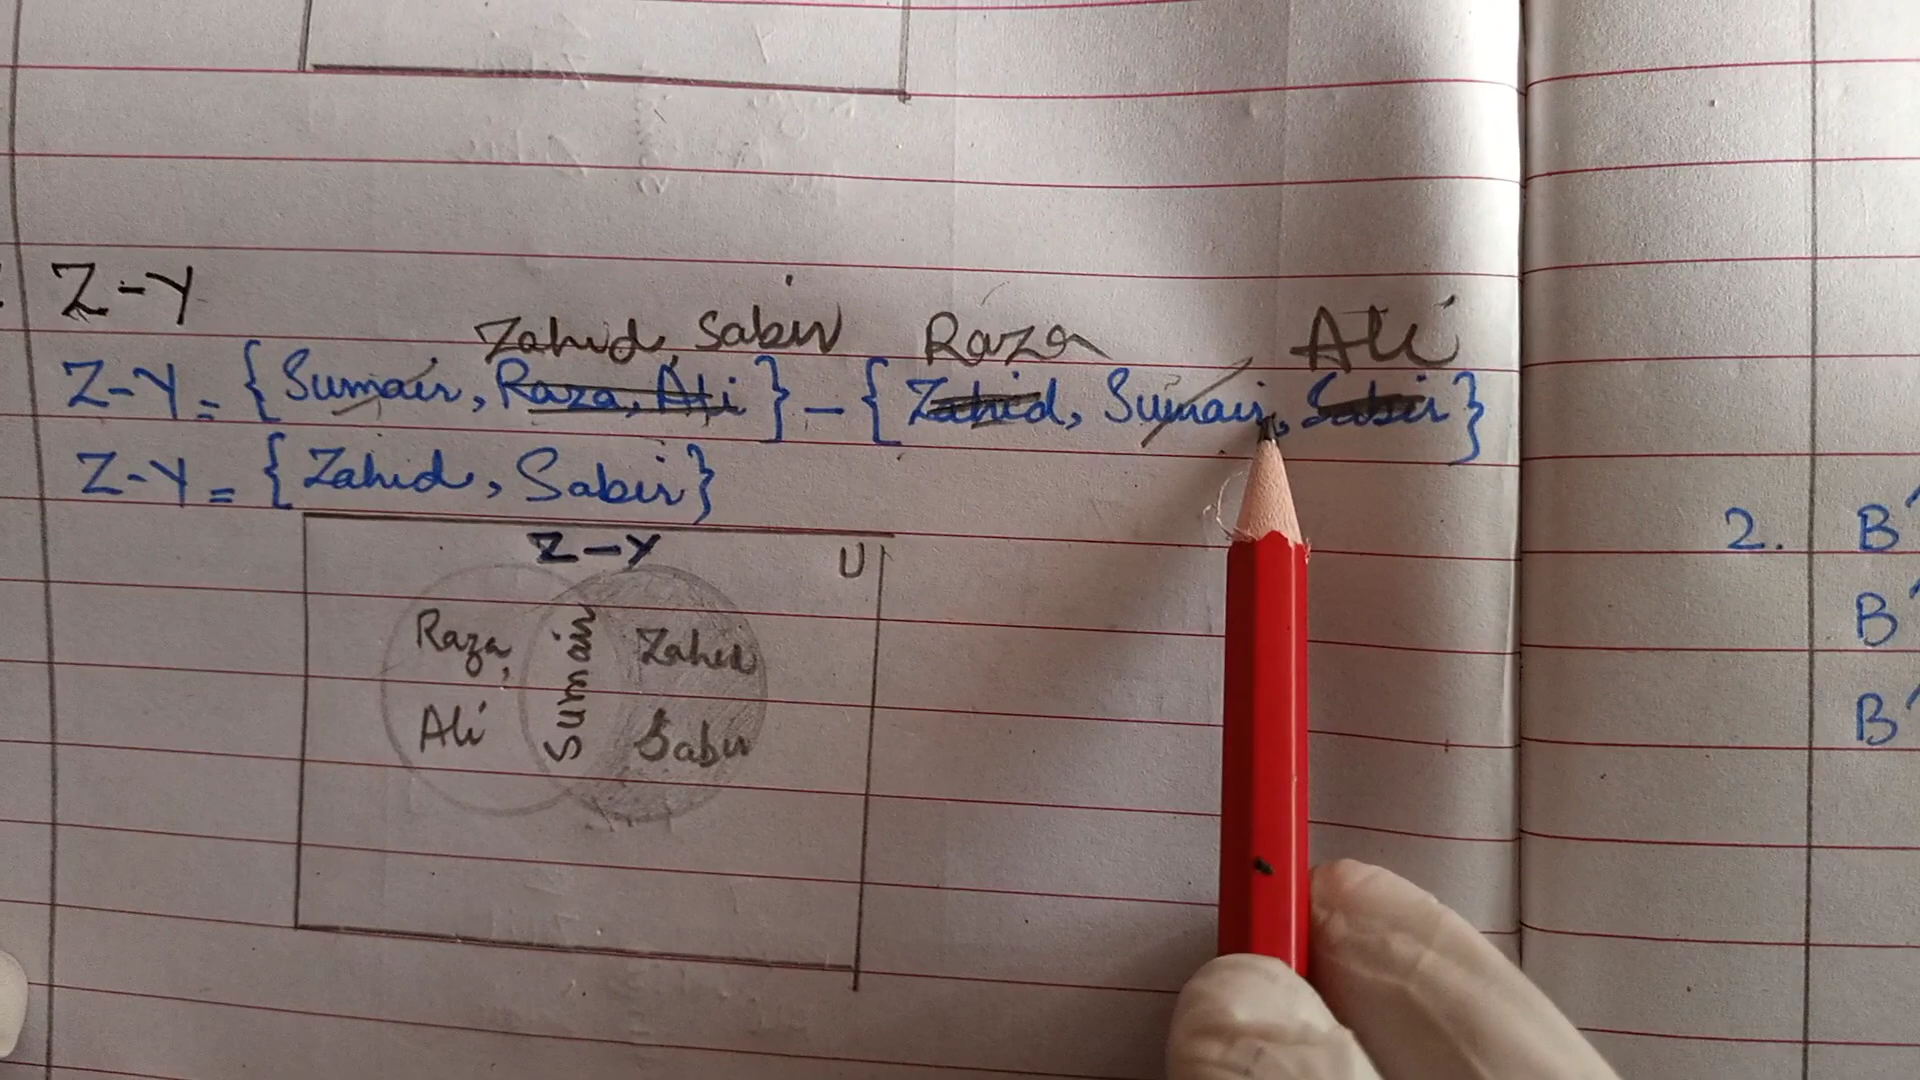 Z-Y
Zahid, Sabir Raza Ali
Z-Y = {Sumair, Raza, Ali} - {Zahid, Sumair, Sabir}
Z-Y = {Zahid, Sabir}
Z-Y
U
Raza,
Ali
Sumair
Zahid
Sabir
2. B
B
B